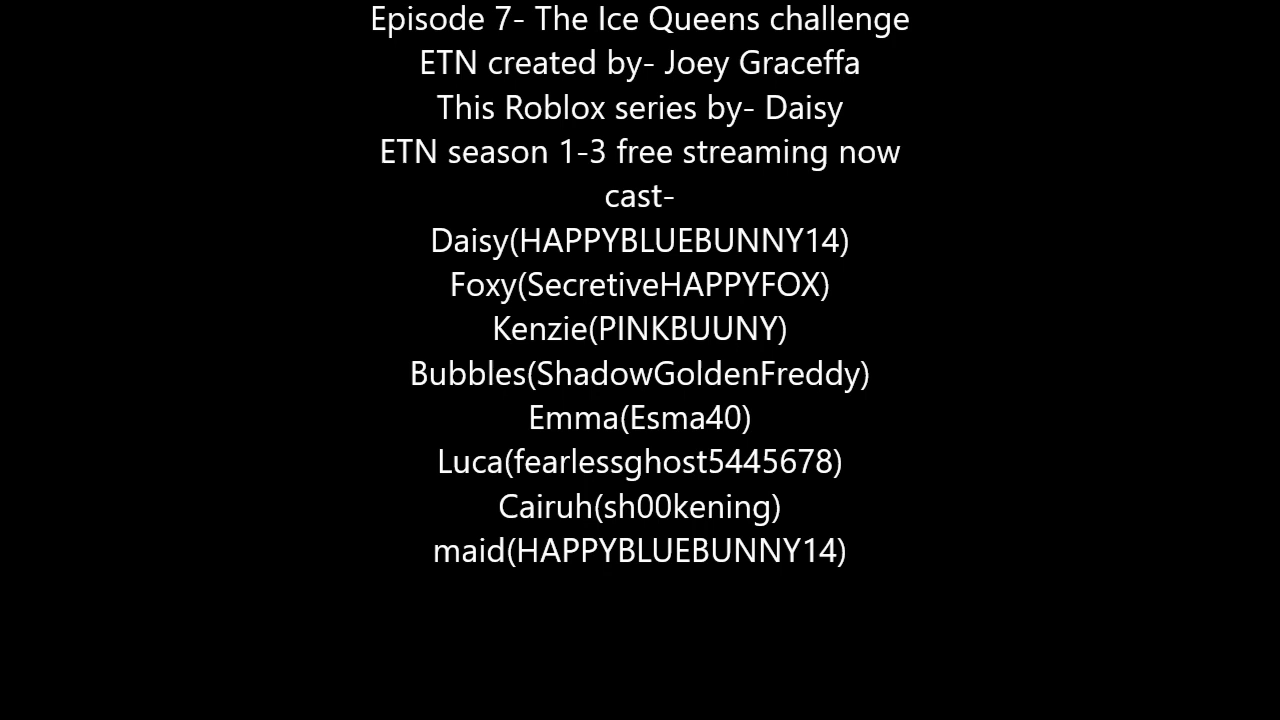 Episode 7- The Ice Queens challenge
ETN created by- Joey Graceffa
This Roblox series by- Daisy
ETN season 1-3 free streaming now
cast-
Daisy(HAPPYBLUEBUNNY14)
Foxy(SecretiveHAPPYFOX)
Kenzie(PINKBUUNY)
Bubbles(ShadowGoldenFreddy)
Emma(Esma40)
Luca(fearlessghost5445678)
Cairuh(sh00kening)
maid(HAPPYBLUEBUNNY14)